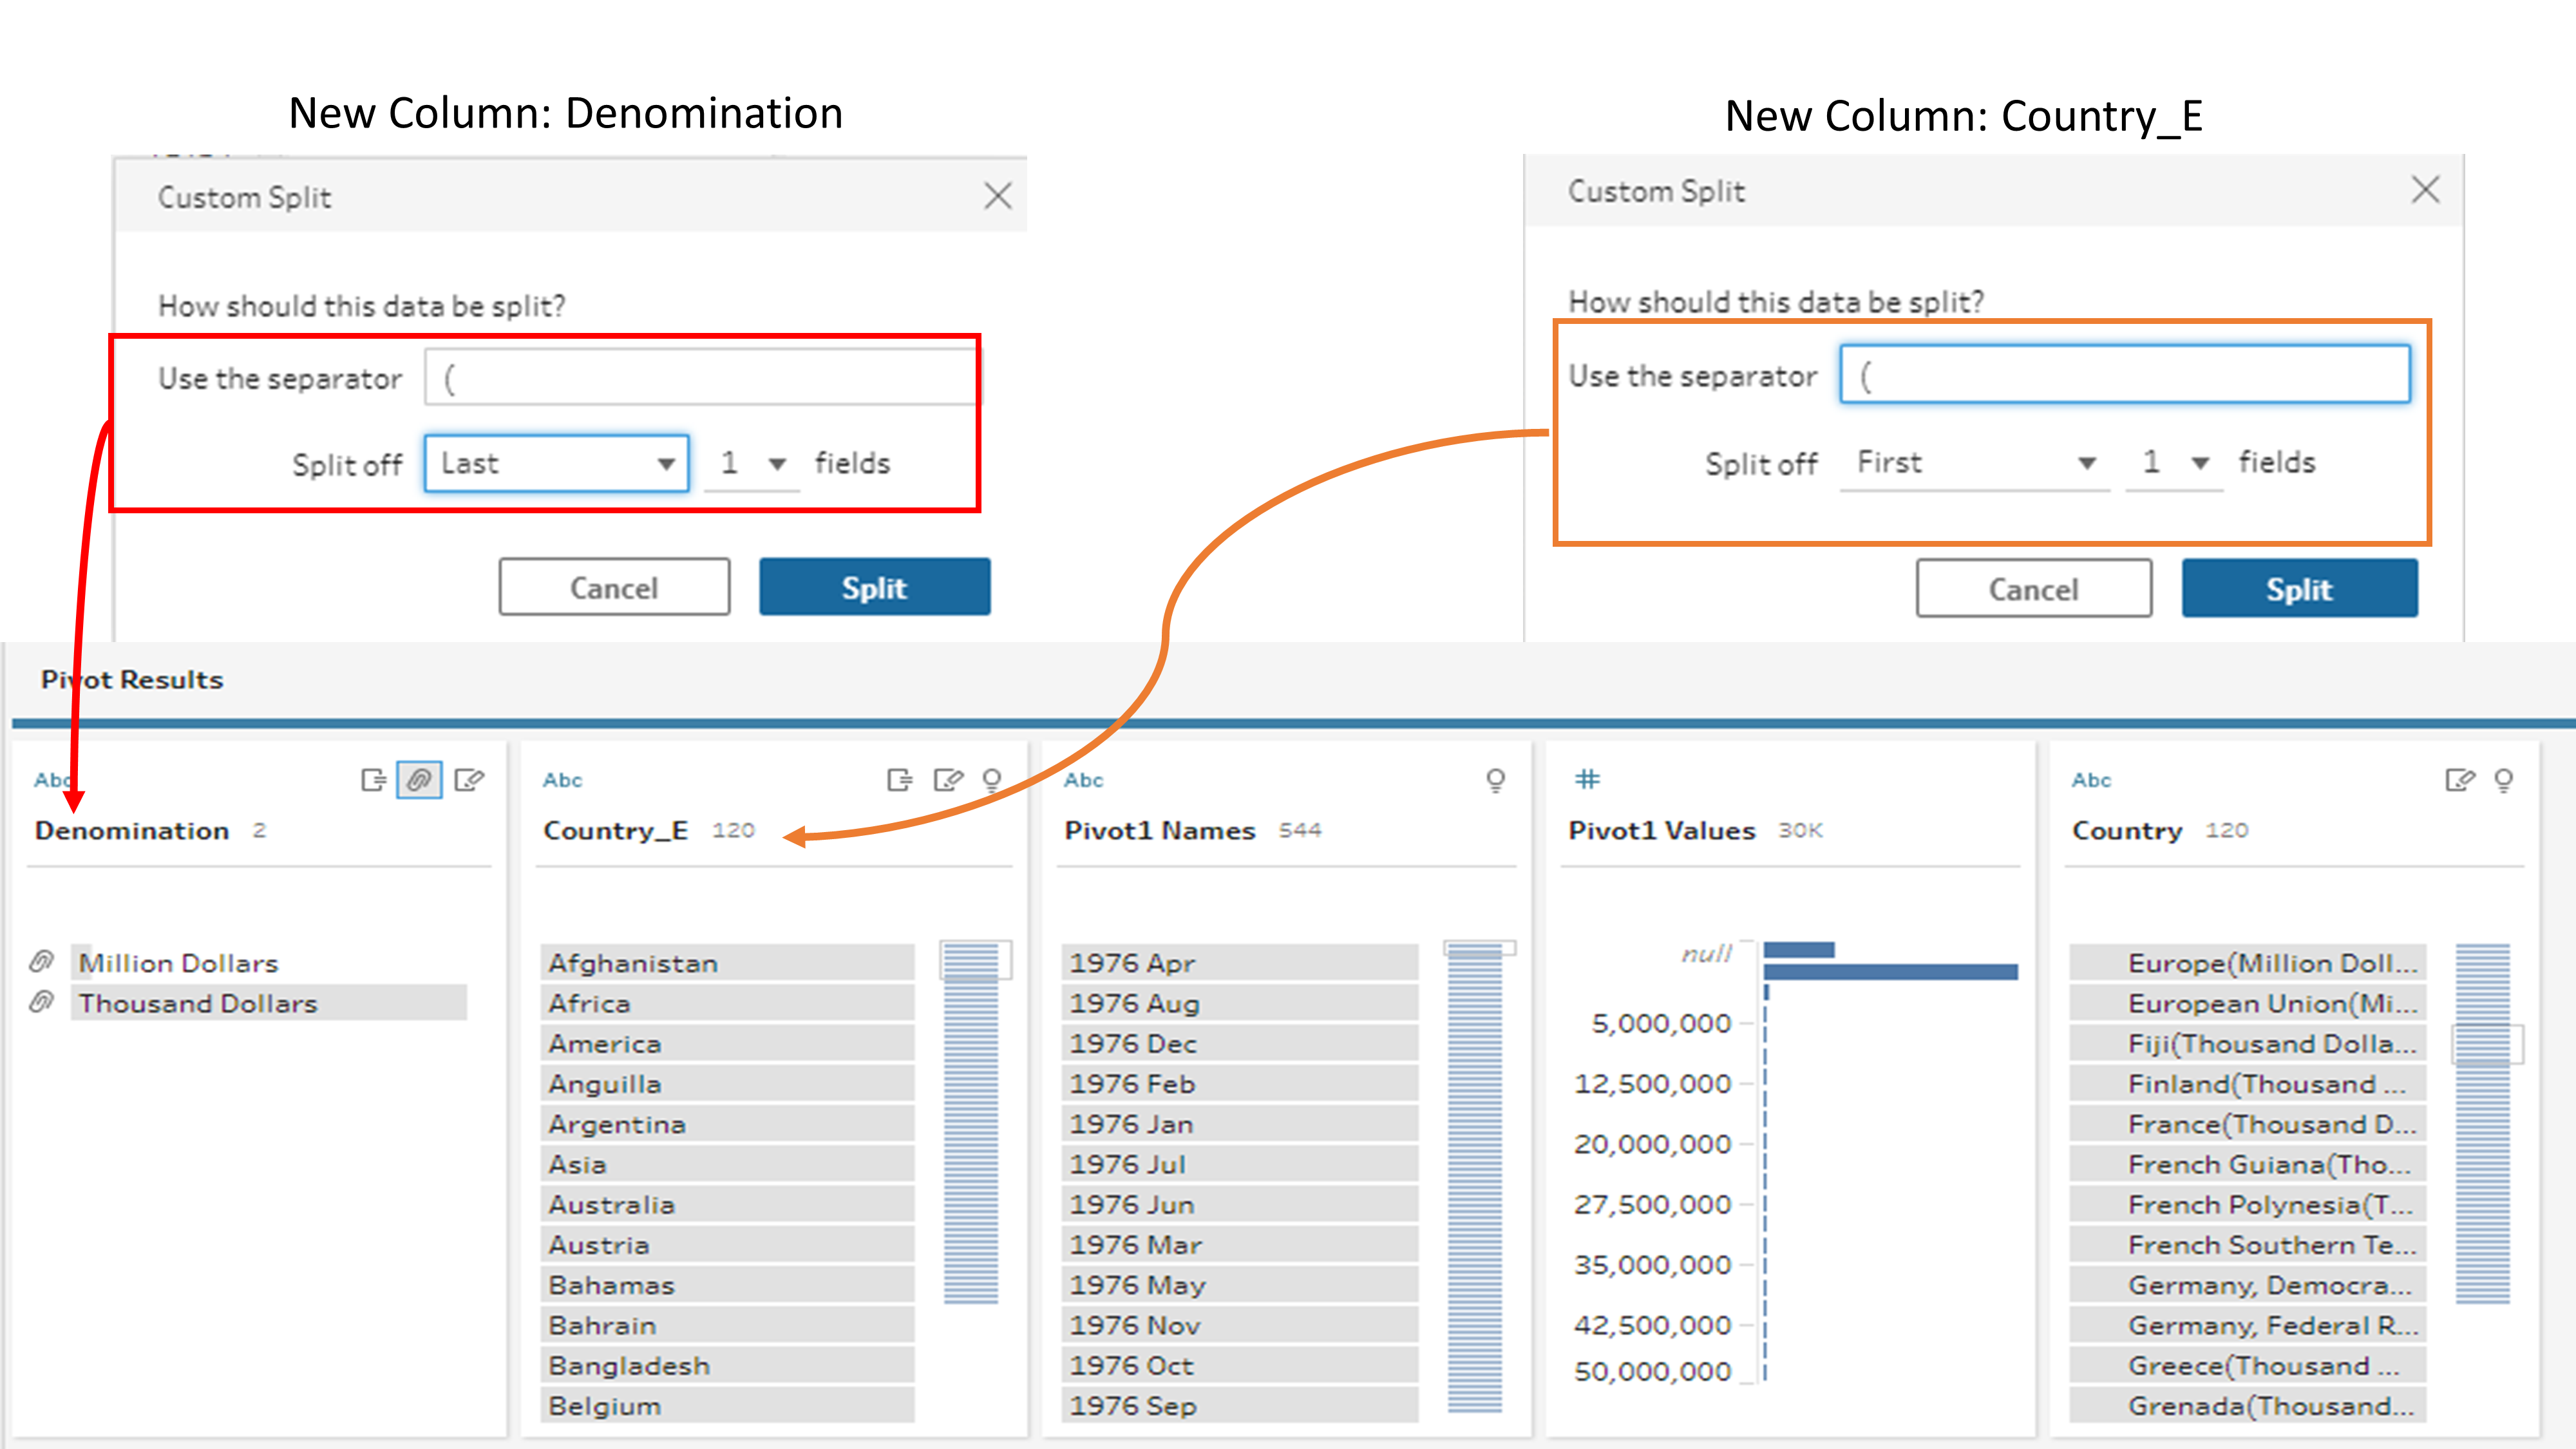 New Column: Denomination
New Column: Country_E
Custom Split
How should this data be split?
Use the separator (
Split off Last 1 fields
Cancel Split
Custom Split
How should this data be split?
Use the separator (
Split off First 1 fields
Cancel Split
Pivot Results
Abc
Denomination 2
Million Dollars
Thousand Dollars
Abc
Country_E 120
Afghanistan
Africa
America
Anguilla
Argentina
Asia
Australia
Austria
Bahamas
Bahrain
Bangladesh
Belgium
Abc
Pivot1 Names 544
1976 Apr
1976 Aug
1976 Dec
1976 Feb
1976 Jan
1976 Jul
1976 Jun
1976 Mar
1976 May
1976 Nov
1976 Oct
1976 Sep
#
Pivot1 Values 30K
null
5,000,000
12,500,000
20,000,000
27,500,000
35,000,000
42,500,000
50,000,000
Abc
Country 120
Europe(Million Doll...
European Union(Mi...
Fiji(Thousand Dolla...
Finland(Thousand ...
France(Thousand D...
French Guiana(Tho...
French Polynesia(T...
French Southern Te...
Germany, Democra...
Germany, Federal R...
Greece(Thousand ...
Grenada(Thousand...